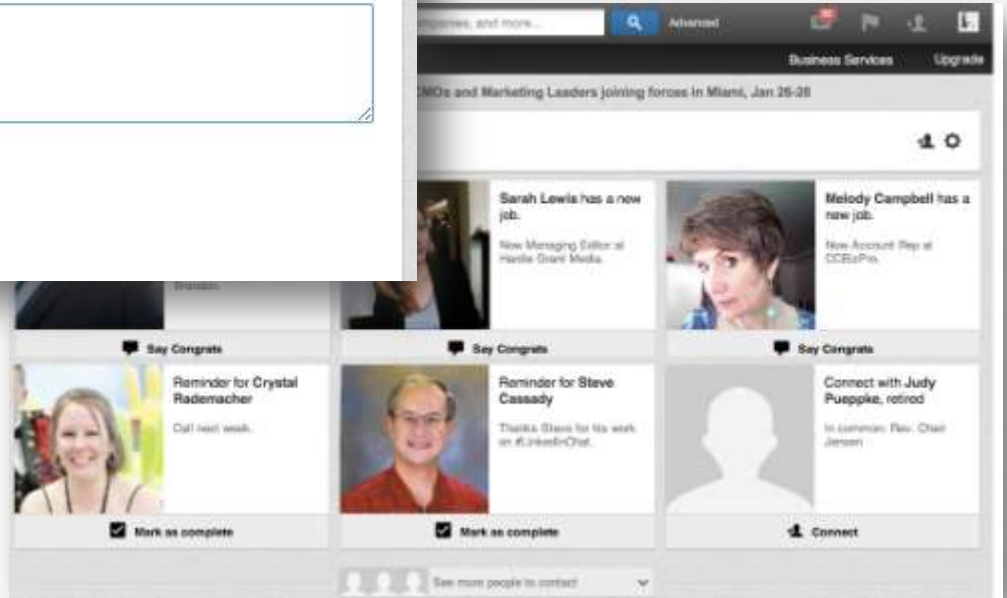 companies, and more...
Advanced
Business Services Upgrade
CMOs and Marketing Leaders joining forces in Miami, Jan 26-28
Sarah Lewis has a new
job.
Now Managing Editor at
Hardie Grant Media.
Melody Campbell has a
new job.
Now Account Rep at
CCBizPro.
Brandon.
Say Congrats
Say Congrats
Say Congrats
Reminder for Crystal
Rademacher
Call next week.
Reminder for Steve
Cassady
Thanks Steve for his work
on #LinkedInChat.
Connect with Judy
Pueppke, retired
In common: Rev. Cheri
Jensen
Mark as complete
Mark as complete
Connect
See more people to contact